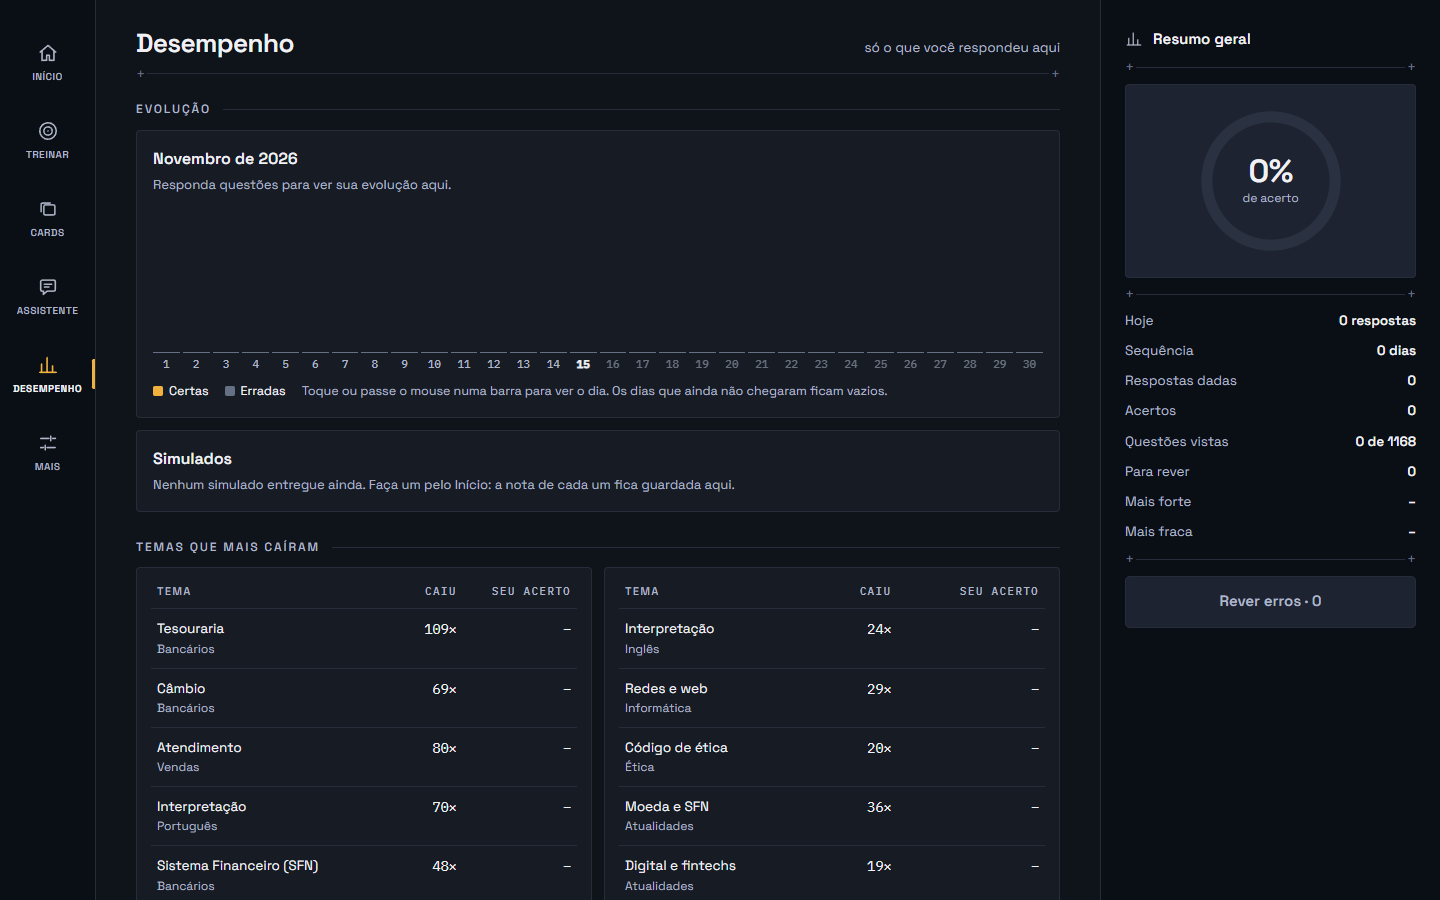 INÍCIO
TREINAR
CARDS
ASSISTENTE
DESEMPENHO
MAIS
Desempenho
só o que você respondeu aqui
EVOLUÇÃO
Novembro de 2026
Responda questões para ver sua evolução aqui.
1 2 3 4 5 6 7 8 9 10 11 12 13 14 15 16 17 18 19 20 21 22 23 24 25 26 27 28 29 30
Certas Erradas Toque ou passe o mouse numa barra para ver o dia. Os dias que ainda não chegaram ficam vazios.
Simulados
Nenhum simulado entregue ainda. Faça um pelo Início: a nota de cada um fica guardada aqui.
TEMAS QUE MAIS CAÍRAM
TEMA CAIU SEU ACERTO
Tesouraria 109× –
Bancários
Câmbio 69× –
Bancários
Atendimento 80× –
Vendas
Interpretação 70× –
Português
Sistema Financeiro (SFN) 48× –
Bancários
TEMA CAIU SEU ACERTO
Interpretação 24× –
Inglês
Redes e web 29× –
Informática
Código de ética 20× –
Ética
Moeda e SFN 36× –
Atualidades
Digital e fintechs 19× –
Atualidades
Resumo geral
0%
de acerto
Hoje 0 respostas
Sequência 0 dias
Respostas dadas 0
Acertos 0
Questões vistas 0 de 1168
Para rever 0
Mais forte –
Mais fraca –
Rever erros · 0